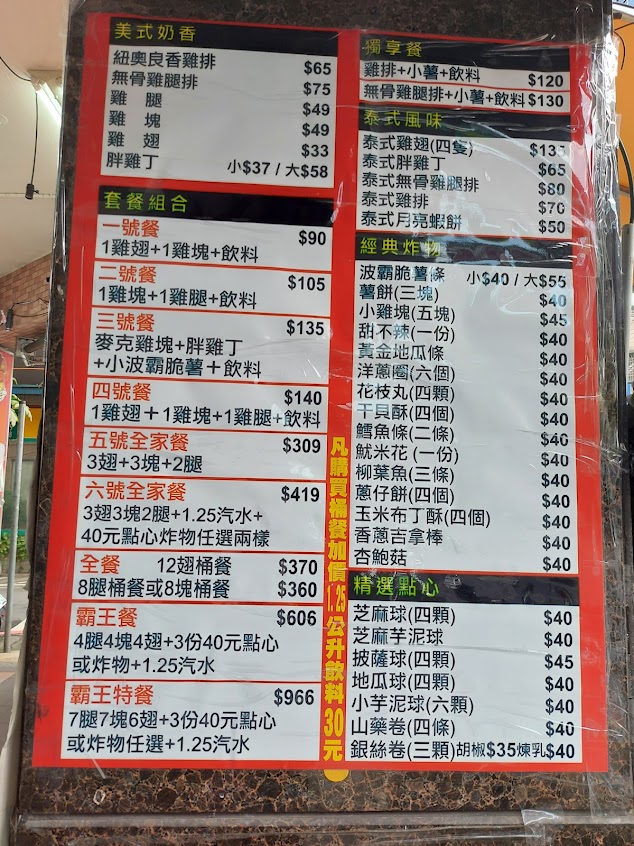 美式奶香
紐奧良香雞排 $65
無骨雞腿排 $75
雞腿 $49
雞塊 $49
雞翅 $33
胖雞丁 小$37 / 大$58
套餐組合
一號餐 $90
1雞翅+1雞塊+飲料
二號餐 $105
1雞塊+1雞腿+飲料
三號餐 $135
麥克雞塊+胖雞丁
+小波霸脆薯+飲料
四號餐 $140
1雞翅+1雞塊+1雞腿+飲料
五號全家餐 $309
3翅+3塊+2腿
六號全家餐 $419
3翅3塊2腿+1.25汽水+
40元點心炸物任選兩樣
全餐 12翅桶餐 $370
8腿桶餐或8塊桶餐 $360
霸王餐 $606
4腿4塊4翅+3份40元點心
或炸物+1.25汽水
霸王特餐 $966
7腿7塊6翅+3份40元點心
或炸物任選+1.25汽水
凡購買桶餐加價1.25公升飲料30元
獨享餐
雞排+小薯+飲料 $120
無骨雞腿排+小薯+飲料 $130
泰式風味
泰式雞翅(四隻)
泰式胖雞丁 $65
泰式無骨雞腿排 $80
泰式雞排 $70
泰式月亮蝦餅 $50
經典炸物
波霸脆薯條 小$40 / 大$55
薯餅(三塊) $40
小雞塊(五塊) $45
甜不辣(一份) $40
黃金地瓜條 $40
洋蔥圈(六個) $40
花枝丸(四顆) $40
干貝酥(四個) $40
鱈魚條(二條) $40
魷米花(一份) $40
柳葉魚(三條) $40
蔥仔餅(四個) $40
玉米布丁酥(四個) $40
香蔥吉拿棒 $40
杏鮑菇 $40
精選點心
芝麻球(四顆) $40
芝麻芋泥球 $40
披薩球(四顆) $45
地瓜球(四顆) $40
小芋泥球(六顆) $40
山藥卷(四條) $40
銀絲卷(三顆)胡椒$35煉乳$40